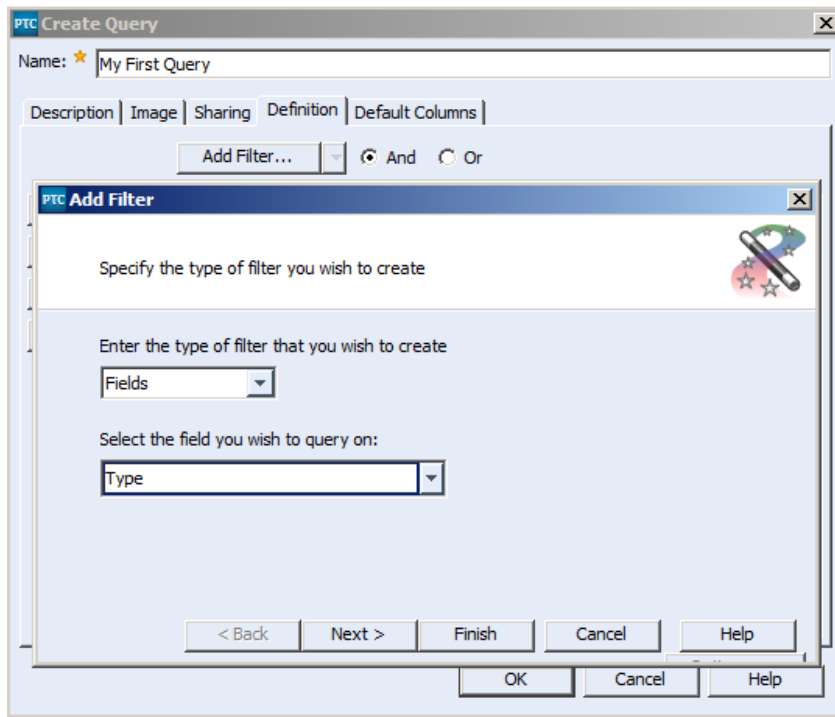 PTC Create Query
Name: My First Query
Description Image Sharing Definition Default Columns
Add Filter... And Or
PTC Add Filter
Specify the type of filter you wish to create
Enter the type of filter that you wish to create
Fields
Select the field you wish to query on:
Type
< Back Next > Finish Cancel Help
OK Cancel Help